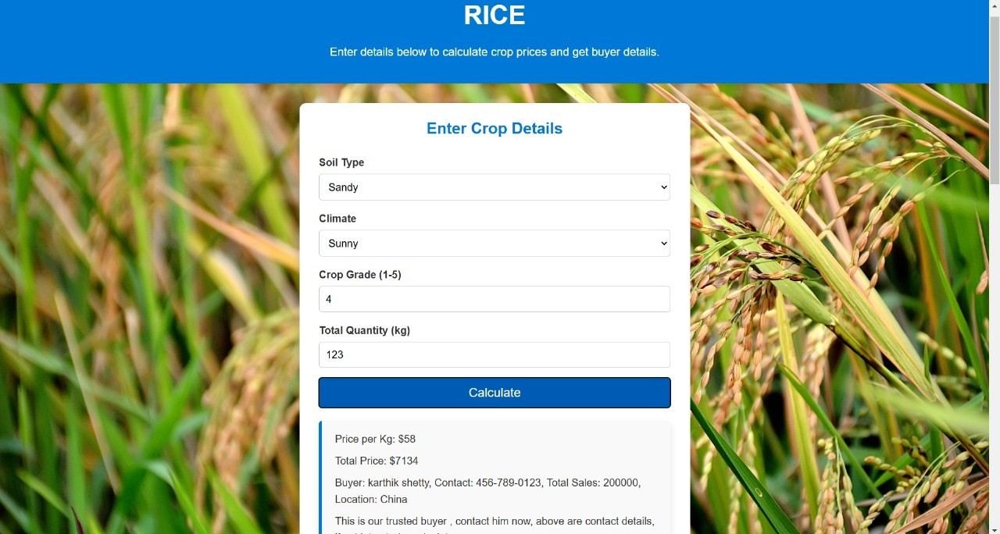 RICE
Enter details below to calculate crop prices and get buyer details.
Enter Crop Details
Soil Type
Sandy
Climate
Sunny
Crop Grade (1-5)
4
Total Quantity (kg)
123
Calculate
Price per Kg: $58
Total Price: $7134
Buyer: karthik shetty, Contact: 456-789-0123, Total Sales: 200000,
Location: China
This is our trusted buyer , contact him now, above are contact details,